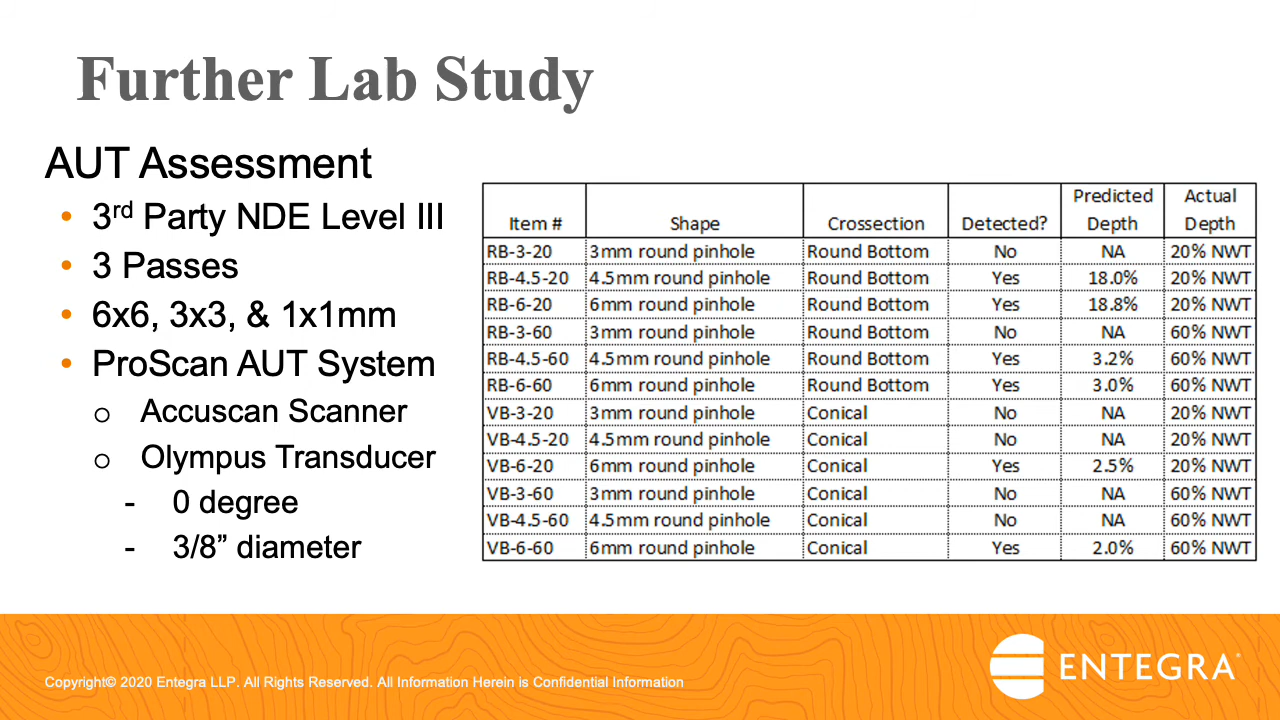 Further Lab Study
AUT Assessment
• 3rd Party NDE Level III
• 3 Passes
• 6x6, 3x3, & 1x1mm
• ProScan AUT System
o Accuscan Scanner
o Olympus Transducer
- 0 degree
- 3/8” diameter
Item # Shape Crossection Detected? Predicted Depth Actual Depth
RB-3-20 3mm round pinhole Round Bottom No NA 20% NWT
RB-4.5-20 4.5mm round pinhole Round Bottom Yes 18.0% 20% NWT
RB-6-20 6mm round pinhole Round Bottom Yes 18.8% 20% NWT
RB-3-60 3mm round pinhole Round Bottom No NA 60% NWT
RB-4.5-60 4.5mm round pinhole Round Bottom Yes 3.2% 60% NWT
RB-6-60 6mm round pinhole Round Bottom Yes 3.0% 60% NWT
VB-3-20 3mm round pinhole Conical No NA 20% NWT
VB-4.5-20 4.5mm round pinhole Conical No NA 20% NWT
VB-6-20 6mm round pinhole Conical Yes 2.5% 20% NWT
VB-3-60 3mm round pinhole Conical No NA 60% NWT
VB-4.5-60 4.5mm round pinhole Conical No NA 60% NWT
VB-6-60 6mm round pinhole Conical Yes 2.0% 60% NWT
Copyright© 2020 Entegra LLP. All Rights Reserved. All Information Herein is Confidential Information
ENTEGRA®